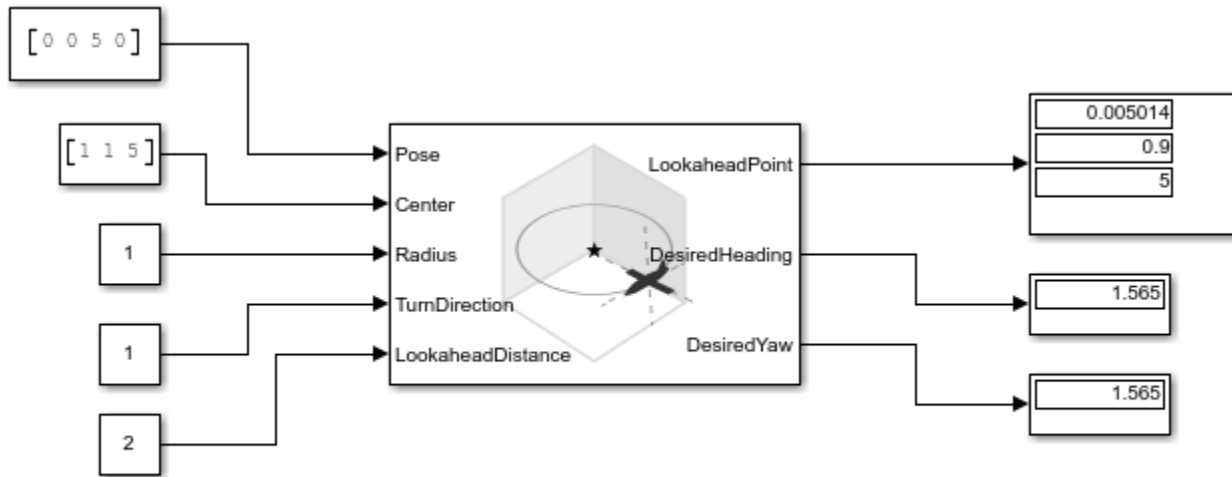 [0 0 5 0]
[1 1 5]
1
1
2
Pose
Center
Radius
TurnDirection
LookaheadDistance
LookaheadPoint
DesiredHeading
DesiredYaw
0.005014
0.9
5
1.565
1.565